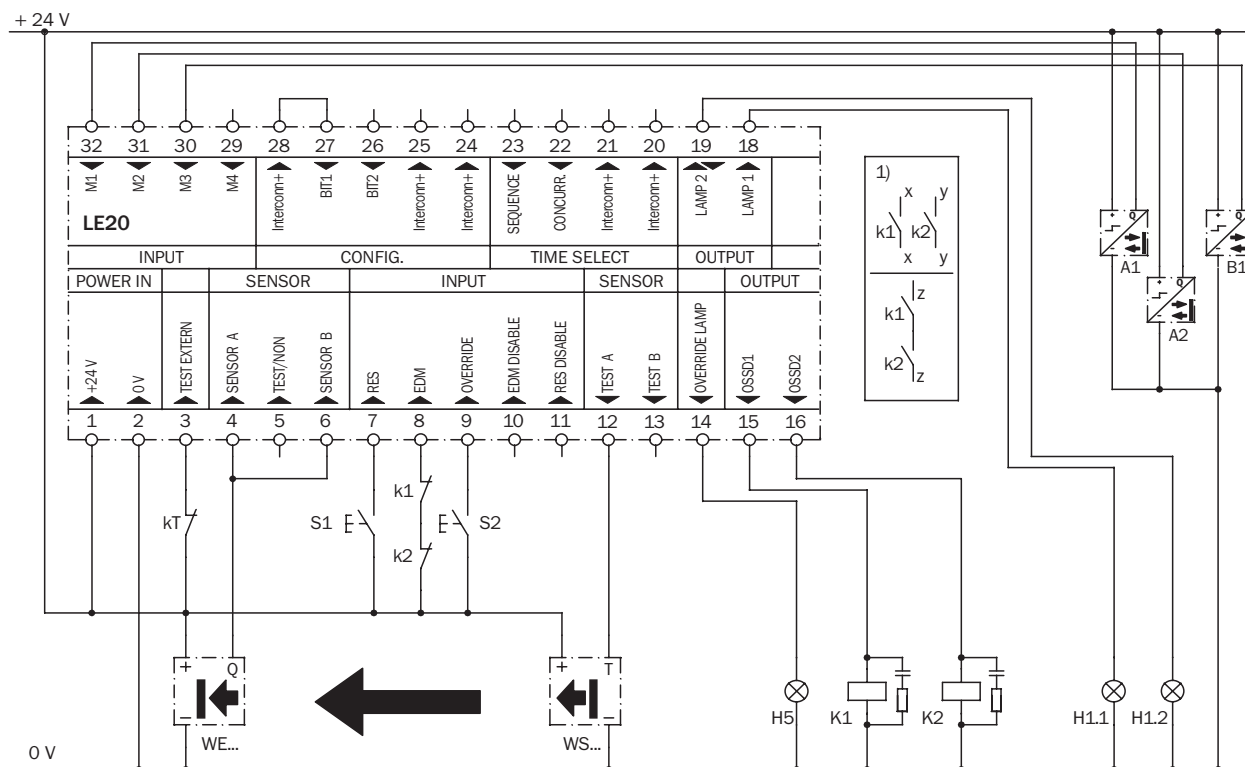 + 24 V
32 31 30 29 28 27 26 25 24 23 22 21 20 19 18
M1 M2 M3 M4 Interconn+ BIT1 BIT2 Interconn+ Interconn+ SEQUENCE CONCURR. Interconn+ Interconn+ LAMP 2 LAMP 1
LE20
INPUT CONFIG. TIME SELECT OUTPUT
POWER IN SENSOR INPUT SENSOR OUTPUT
+24 V 0 V TEST EXTERN SENSOR A TEST/NON SENSOR B RES EDM OVERRIDE EDM DISABLE RES DISABLE TEST A TEST B OVERRIDE LAMP OSSD1 OSSD2
1 2 3 4 5 6 7 8 9 10 11 12 13 14 15 16
1)
x y
k1 k2
x y
z
k1
k2
z
+ Q
-
A1
+ Q
-
A2
+ Q
-
B1
kT
S1
k1
k2
S2
+ Q
–
WE...
+ T
–
WS...
H5 K1 K2 H1.1 H1.2
0 V